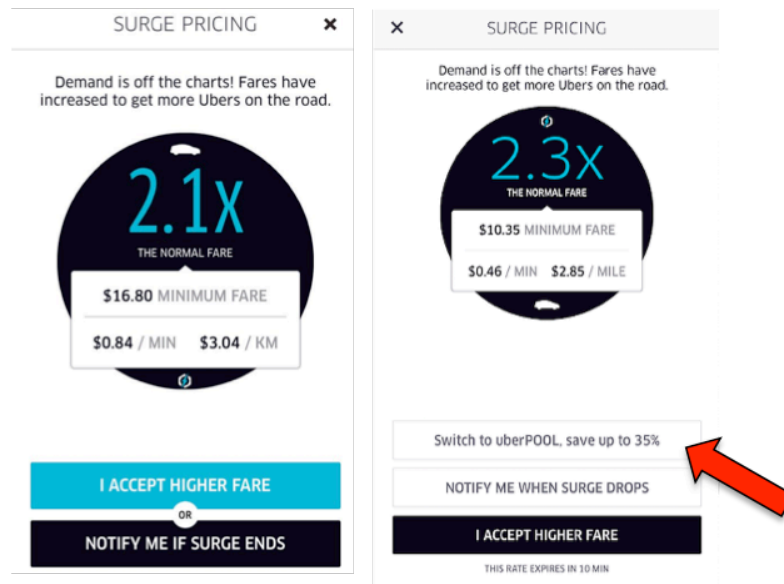 SURGE PRICING ×
Demand is off the charts! Fares have
increased to get more Ubers on the road.
2.1x
THE NORMAL FARE
$16.80 MINIMUM FARE
$0.84 / MIN $3.04 / KM
I ACCEPT HIGHER FARE
OR
NOTIFY ME IF SURGE ENDS
× SURGE PRICING
Demand is off the charts! Fares have
increased to get more Ubers on the road.
2.3x
THE NORMAL FARE
$10.35 MINIMUM FARE
$0.46 / MIN $2.85 / MILE
Switch to uberPOOL, save up to 35%
NOTIFY ME WHEN SURGE DROPS
I ACCEPT HIGHER FARE
THIS RATE EXPIRES IN 10 MIN